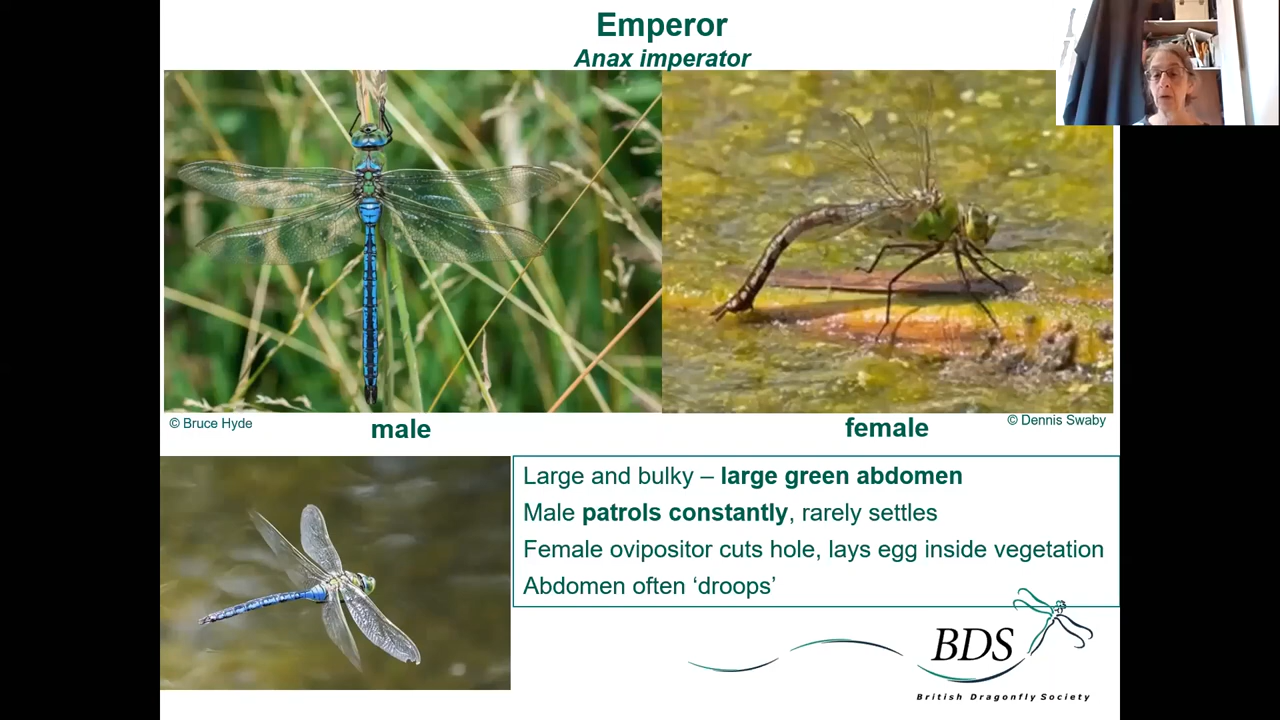 Emperor
Anax imperator
© Bruce Hyde
male
female
© Dennis Swaby
Large and bulky – large green abdomen
Male patrols constantly, rarely settles
Female ovipositor cuts hole, lays egg inside vegetation
Abdomen often ‘droops’
BDS
British Dragonfly Society